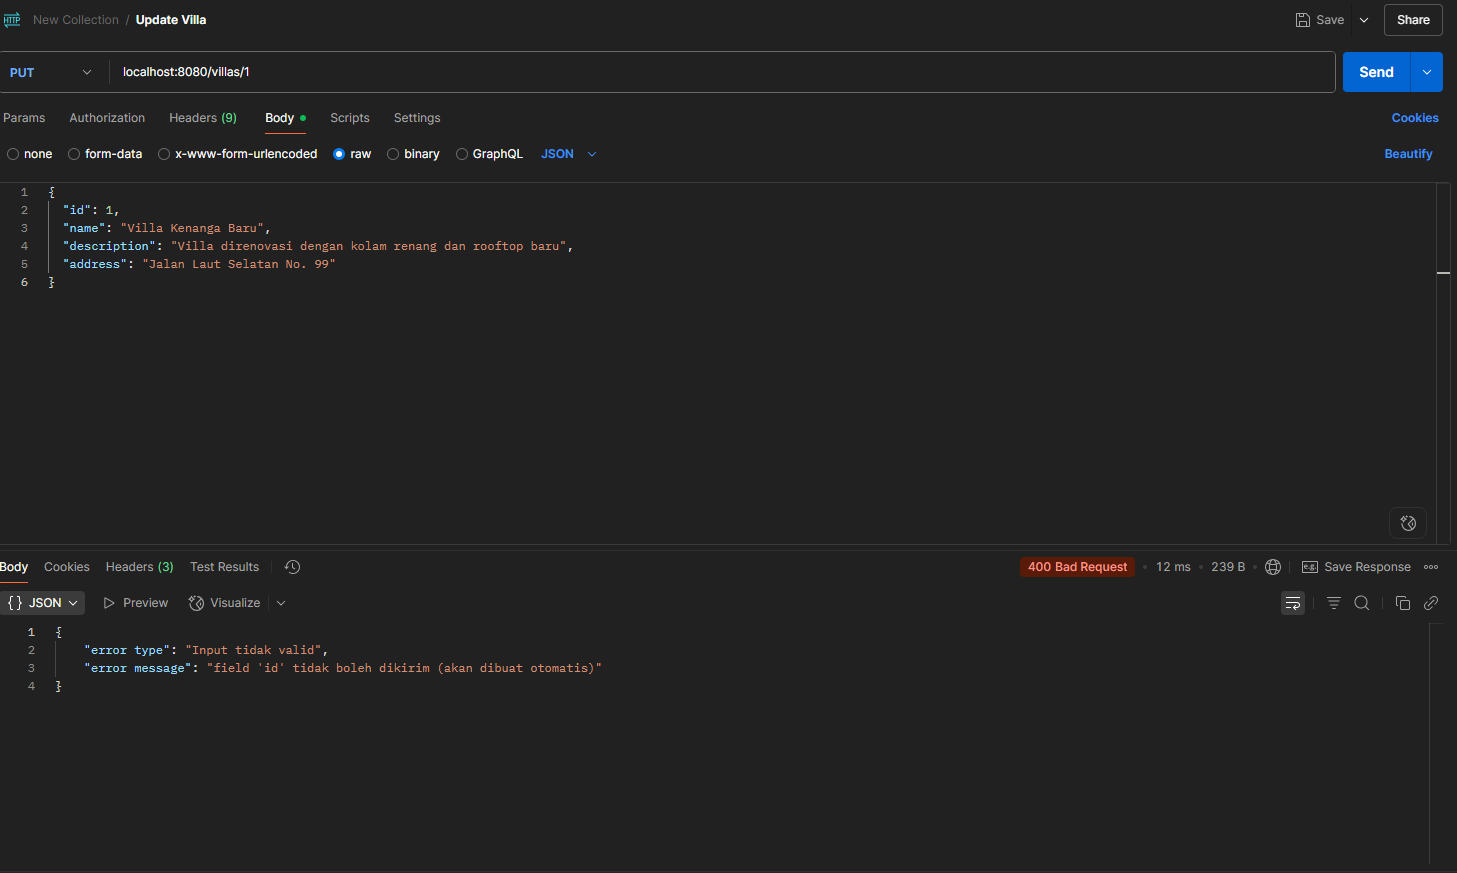 HTTP New Collection / Update Villa Save Share
PUT localhost:8080/villas/1 Send
Params Authorization Headers (9) Body Scripts Settings Cookies
none form-data x-www-form-urlencoded raw binary GraphQL JSON Beautify
1 {
2 "id": 1,
3 "name": "Villa Kenanga Baru",
4 "description": "Villa direnovasi dengan kolam renang dan rooftop baru",
5 "address": "Jalan Laut Selatan No. 99"
6 }
Body Cookies Headers (3) Test Results 400 Bad Request • 12 ms • 239 B • e.g. Save Response
{} JSON Preview Visualize
1 {
2 "error type": "Input tidak valid",
3 "error message": "field 'id' tidak boleh dikirim (akan dibuat otomatis)"
4 }